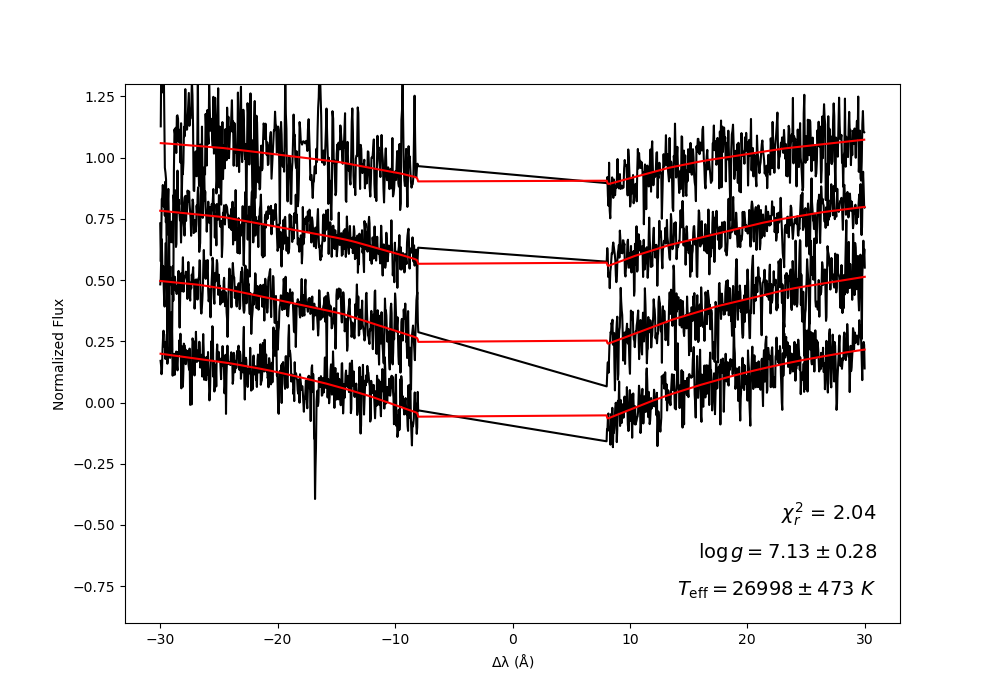 1.25
1.00
0.75
0.50
0.25
0.00
−0.25
−0.50
−0.75
Normalized Flux
χ²ᵣ = 2.04
log g = 7.13 ± 0.28
T_eff = 26998 ± 473 K
−30 −20 −10 0 10 20 30
Δλ (Å)